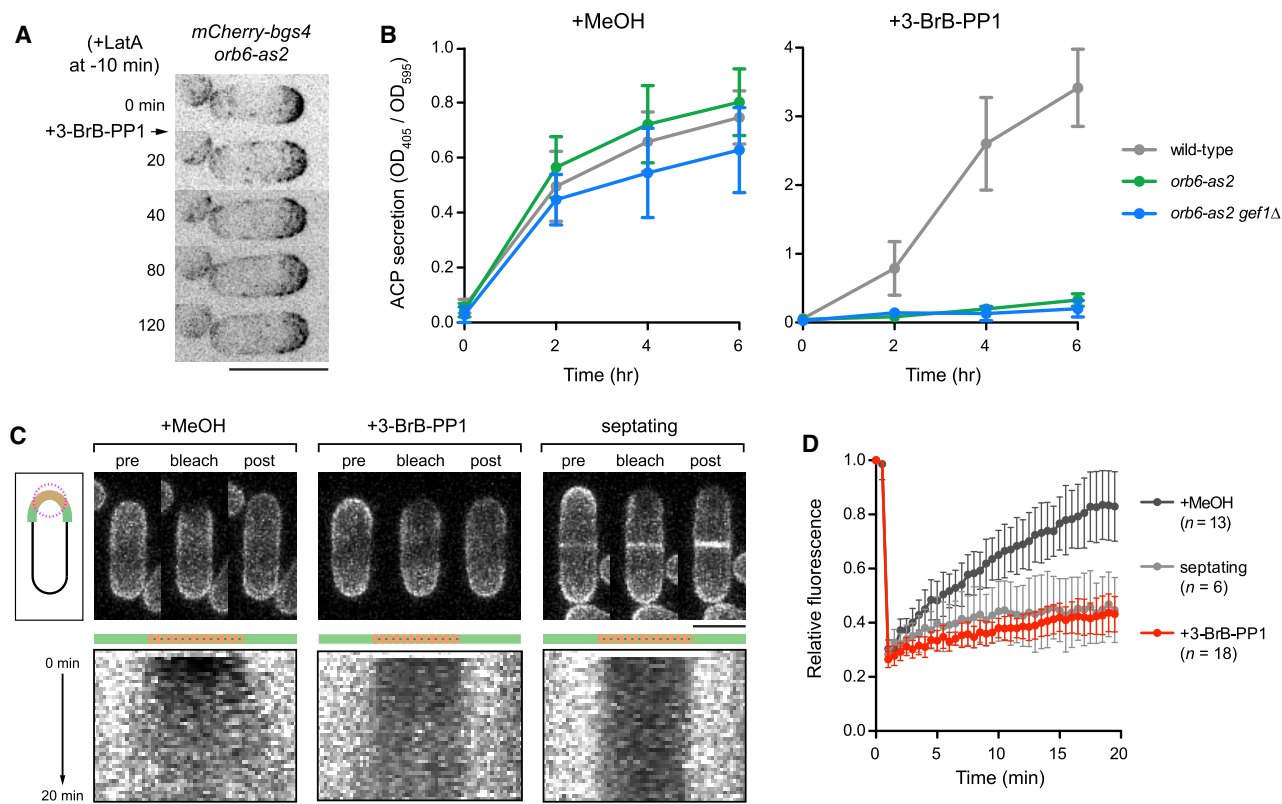 A
(+LatA
at -10 min)
mCherry-bgs4
orb6-as2
0 min
+3-BrB-PP1
20
40
80
120
B
+MeOH
+3-BrB-PP1
ACP secretion (OD405 / OD595)
1.0
0.8
0.6
0.4
0.2
0.0
0
2
4
6
Time (hr)
4
3
2
1
0
0
2
4
6
Time (hr)
wild-type
orb6-as2
orb6-as2 gef1Δ
C
+MeOH
+3-BrB-PP1
septating
pre
bleach
post
pre
bleach
post
pre
bleach
post
0 min
20 min
D
Relative fluorescence
1.0
0.8
0.6
0.4
0.2
0.0
0
5
10
15
20
Time (min)
+MeOH
(n = 13)
septating
(n = 6)
+3-BrB-PP1
(n = 18)